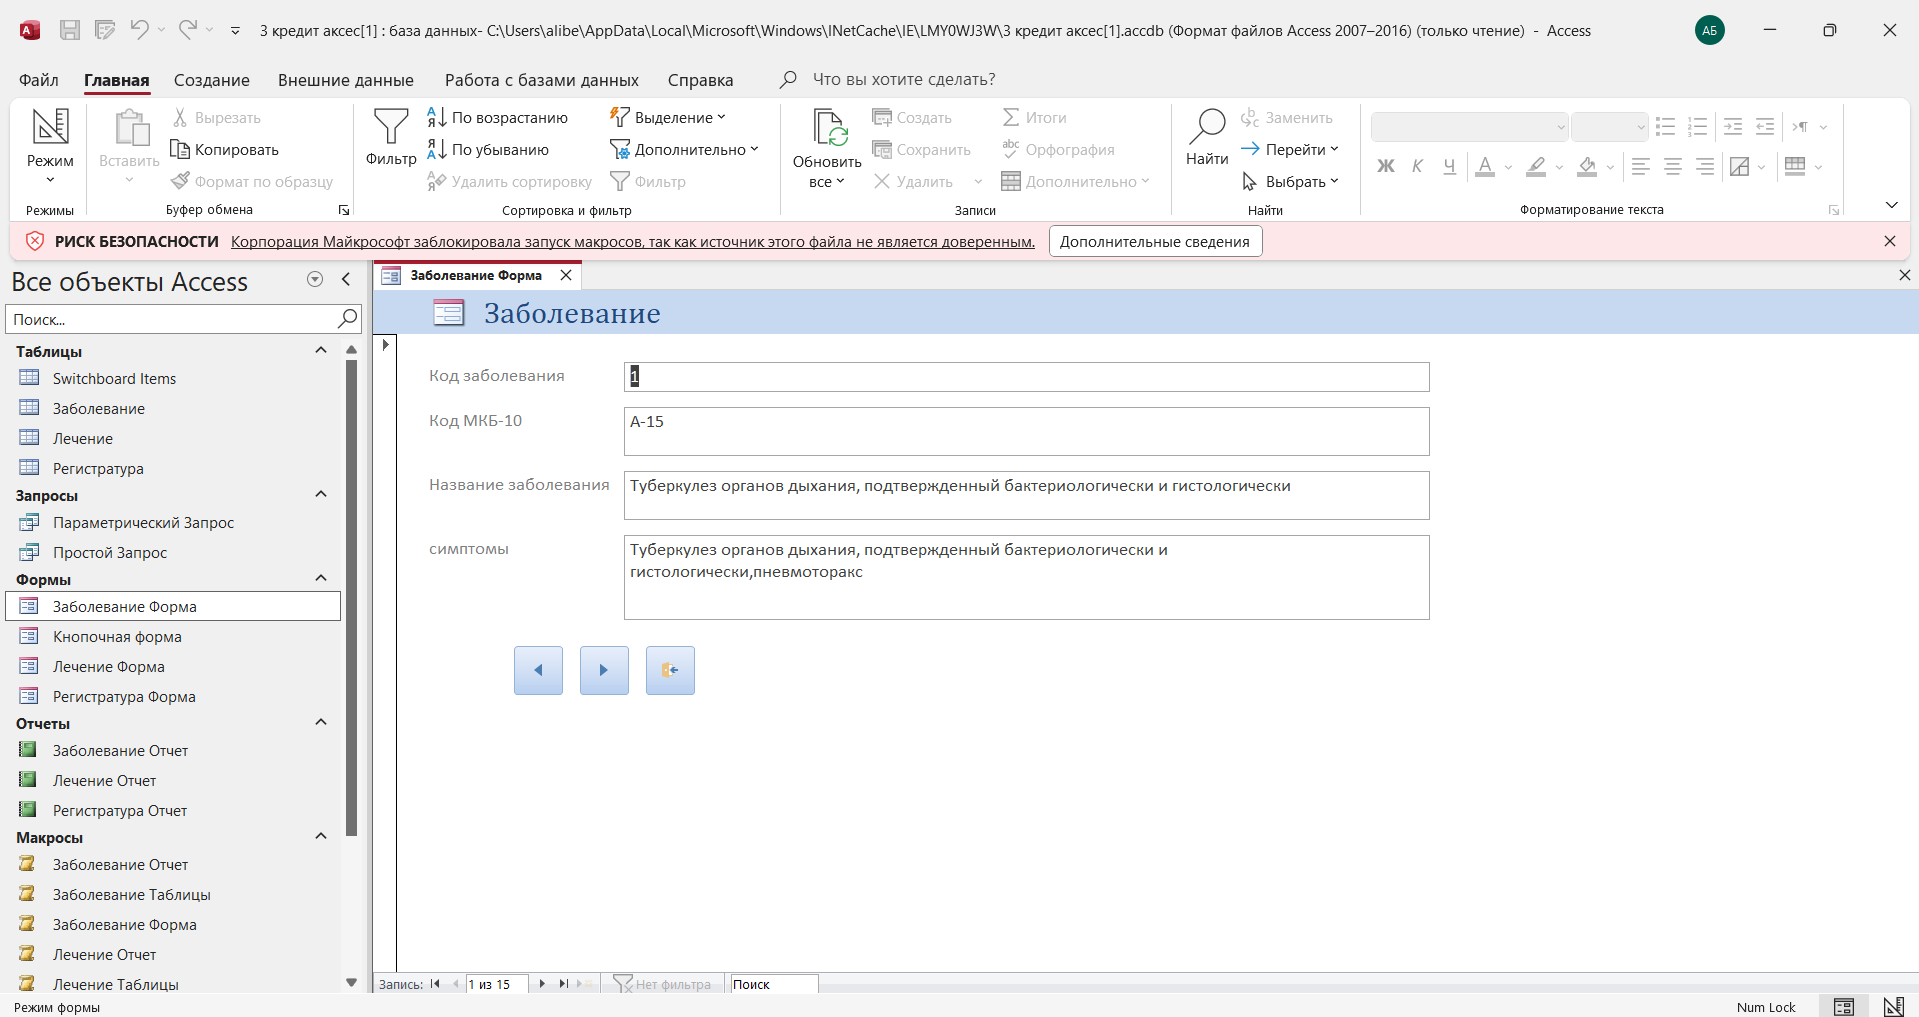 3 кредит аксес[1] : база данных- C:\Users\alibe\AppData\Local\Microsoft\Windows\INetCache\IE\LMY0WJ3W\3 кредит аксес[1].accdb (Формат файлов Access 2007–2016) (только чтение) - Access
АБ
Файл Главная Создание Внешние данные Работа с базами данных Справка Что вы хотите сделать?
Режим
Режимы
Вставить
Вырезать
Копировать
Формат по образцу
Буфер обмена
Фильтр
По возрастанию
По убыванию
Удалить сортировку
Выделение
Дополнительно
Фильтр
Сортировка и фильтр
Обновить
все
Создать
Сохранить
Удалить
Итоги
Орфография
Дополнительно
Записи
Найти
Заменить
Перейти
Выбрать
Найти
Ж К Ч
Форматирование текста
РИСК БЕЗОПАСНОСТИ Корпорация Майкрософт заблокировала запуск макросов, так как источник этого файла не является доверенным. Дополнительные сведения
Все объекты Access
Поиск...
Таблицы
Switchboard Items
Заболевание
Лечение
Регистратура
Запросы
Параметрический Запрос
Простой Запрос
Формы
Заболевание Форма
Кнопочная форма
Лечение Форма
Регистратура Форма
Отчеты
Заболевание Отчет
Лечение Отчет
Регистратура Отчет
Макросы
Заболевание Отчет
Заболевание Таблицы
Заболевание Форма
Лечение Отчет
Лечение Таблицы
Заболевание Форма
Заболевание
Код заболевания 1
Код МКБ-10 А-15
Название заболевания Туберкулез органов дыхания, подтвержденный бактериологически и гистологически
симптомы Туберкулез органов дыхания, подтвержденный бактериологически и
гистологически,пневмоторакс
Запись: 1 из 15 Нет фильтра Поиск
Режим формы Num Lock